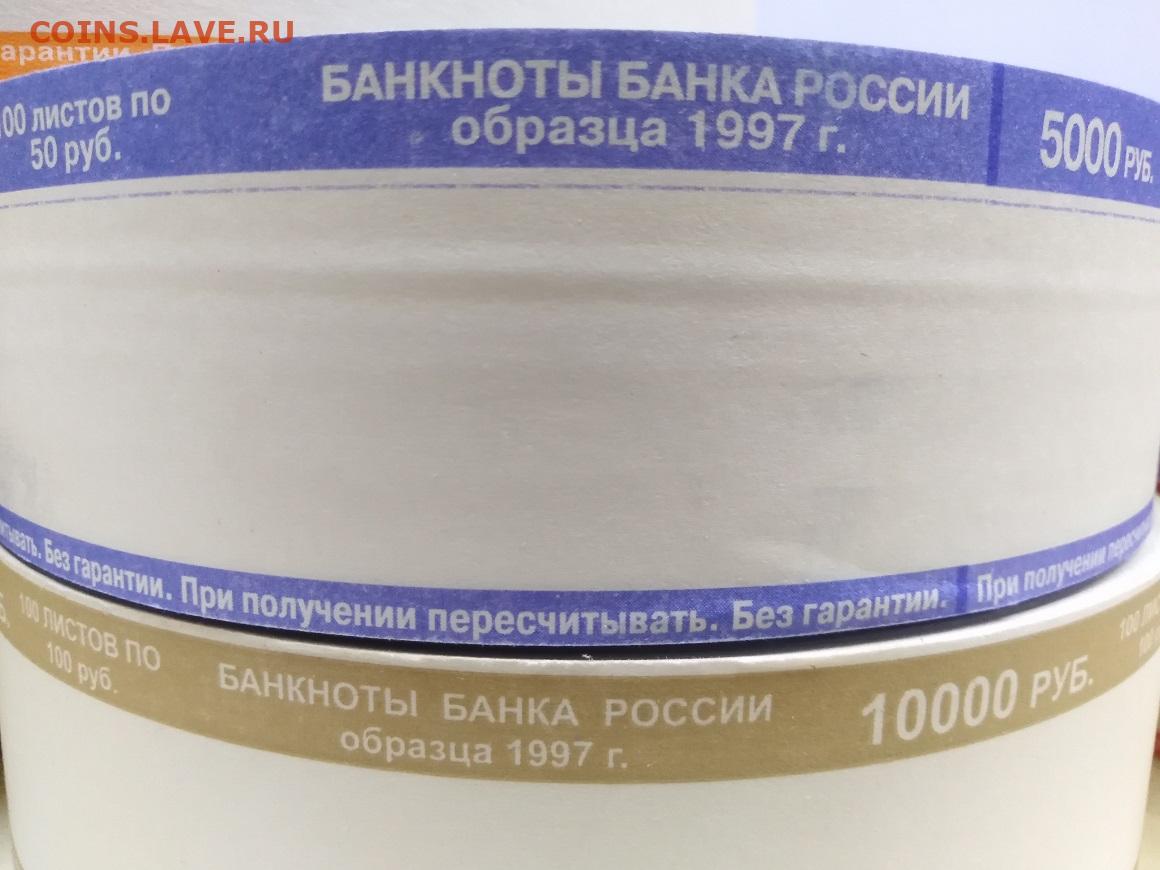 COINS.LAVE.RU
арантии.
100 ЛИСТОВ ПО
50 руб.
БАНКНОТЫ БАНКА РОССИИ
образца 1997 г.
5000 РУБ.
Без гарантии. При получении пересчитывать. Без гарантии. При получении
100 ЛИСТОВ ПО
100 руб.
БАНКНОТЫ БАНКА РОССИИ
образца 1997 г.
10000 РУБ.